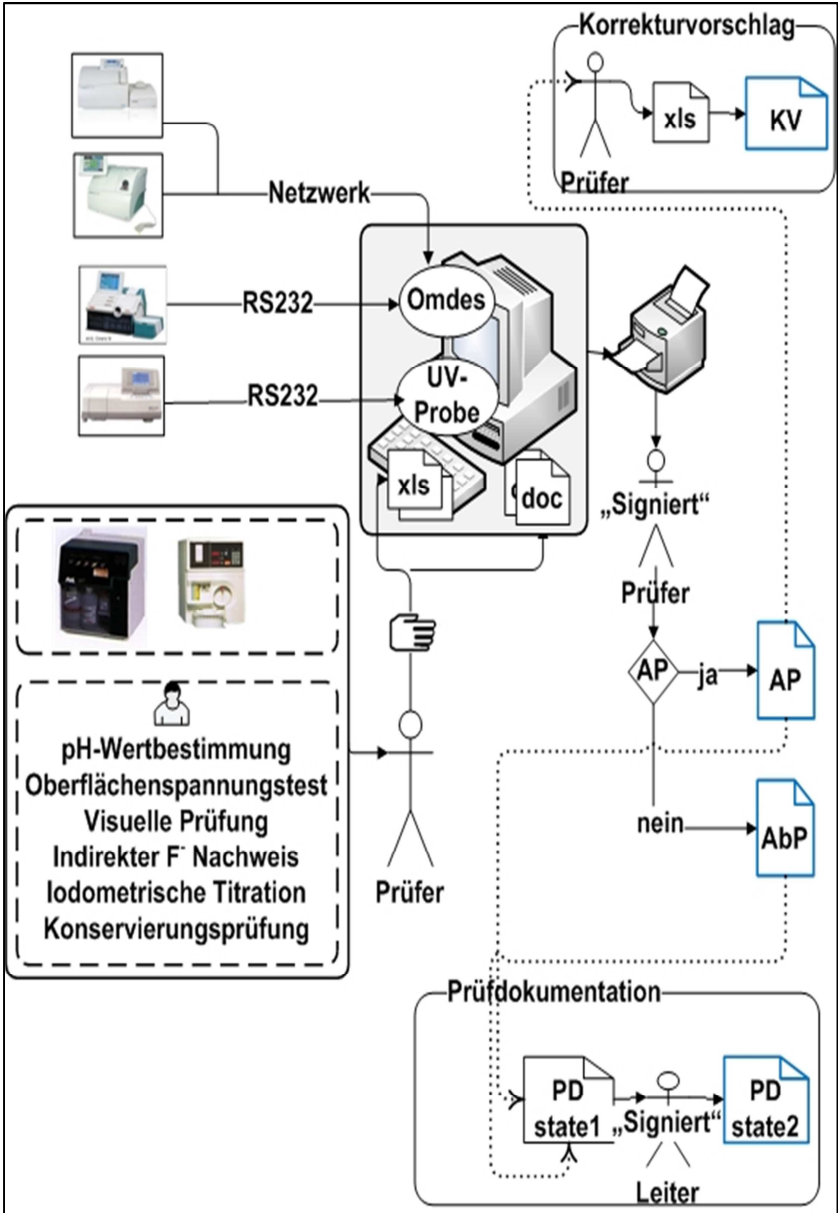 Korrekturvorschlag
xls
KV
Prüfer
Netzwerk
RS232
Omdes
RS232
UV-
Probe
xls
doc
„Signiert“
Prüfer
AP
ja
AP
nein
AbP
pH-Wertbestimmung
Oberflächenspannungstest
Visuelle Prüfung
Indirekter F⁻ Nachweis
Iodometrische Titration
Konservierungsprüfung
Prüfer
Prüfdokumentation
PD
state1
„Signiert“
PD
state2
Leiter